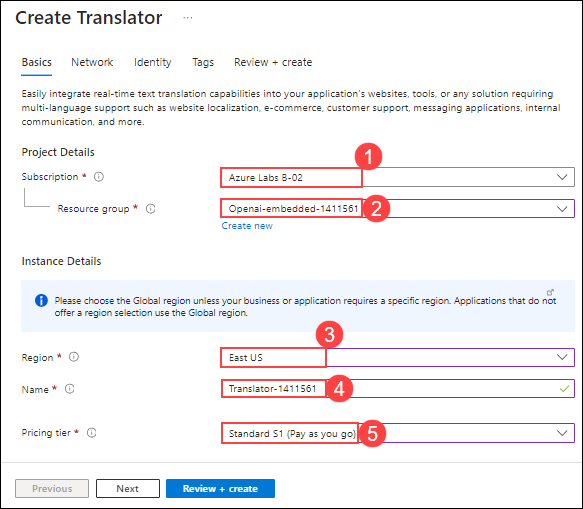 Create Translator ...
Basics Network Identity Tags Review + create
Easily integrate real-time text translation capabilities into your application's websites, tools, or any solution requiring
multi-language support such as website localization, e-commerce, customer support, messaging applications, internal
communication, and more.
Project Details
1
Subscription * Azure Labs B-02
Resource group * Openai-embedded-1411561 2
Create new
Instance Details
Please choose the Global region unless your business or application requires a specific region. Applications that do not
offer a region selection use the Global region.
3
Region * East US
Name * Translator-1411561 4
Pricing tier * Standard S1 (Pay as you go) 5
Previous Next Review + create